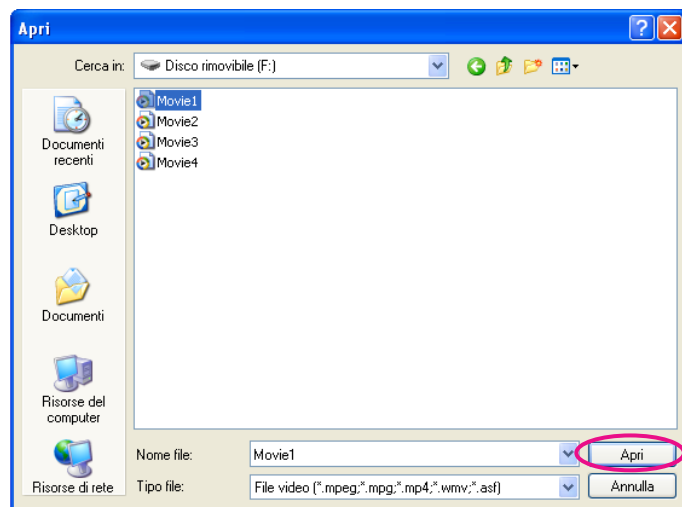 Apri
Cerca in: Disco rimovibile (F:)
Documenti recenti
Desktop
Documenti
Risorse del computer
Risorse di rete
Movie1
Movie2
Movie3
Movie4
Nome file: Movie1 Apri
Tipo file: File video (*.mpeg;*.mpg;*.mp4;*.wmv;*.asf) Annulla